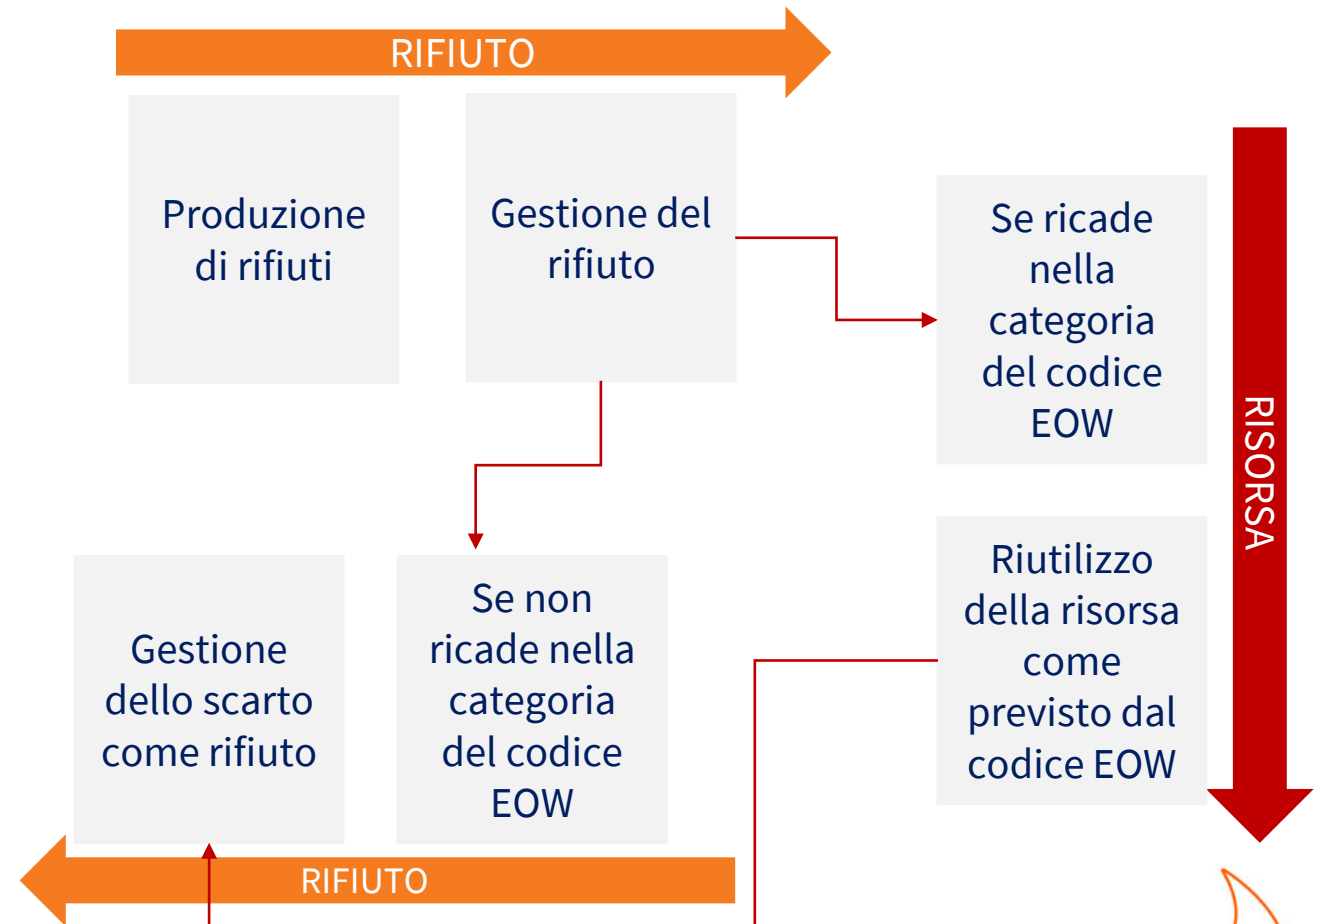 RIFIUTO
Produzione
di rifiuti
Gestione del
rifiuto
Se ricade
nella
categoria
del codice
EOW
RISORSA
Riutilizzo
della risorsa
come
previsto dal
codice EOW
Se non
ricade nella
categoria
del codice
EOW
Gestione
dello scarto
come rifiuto
RIFIUTO